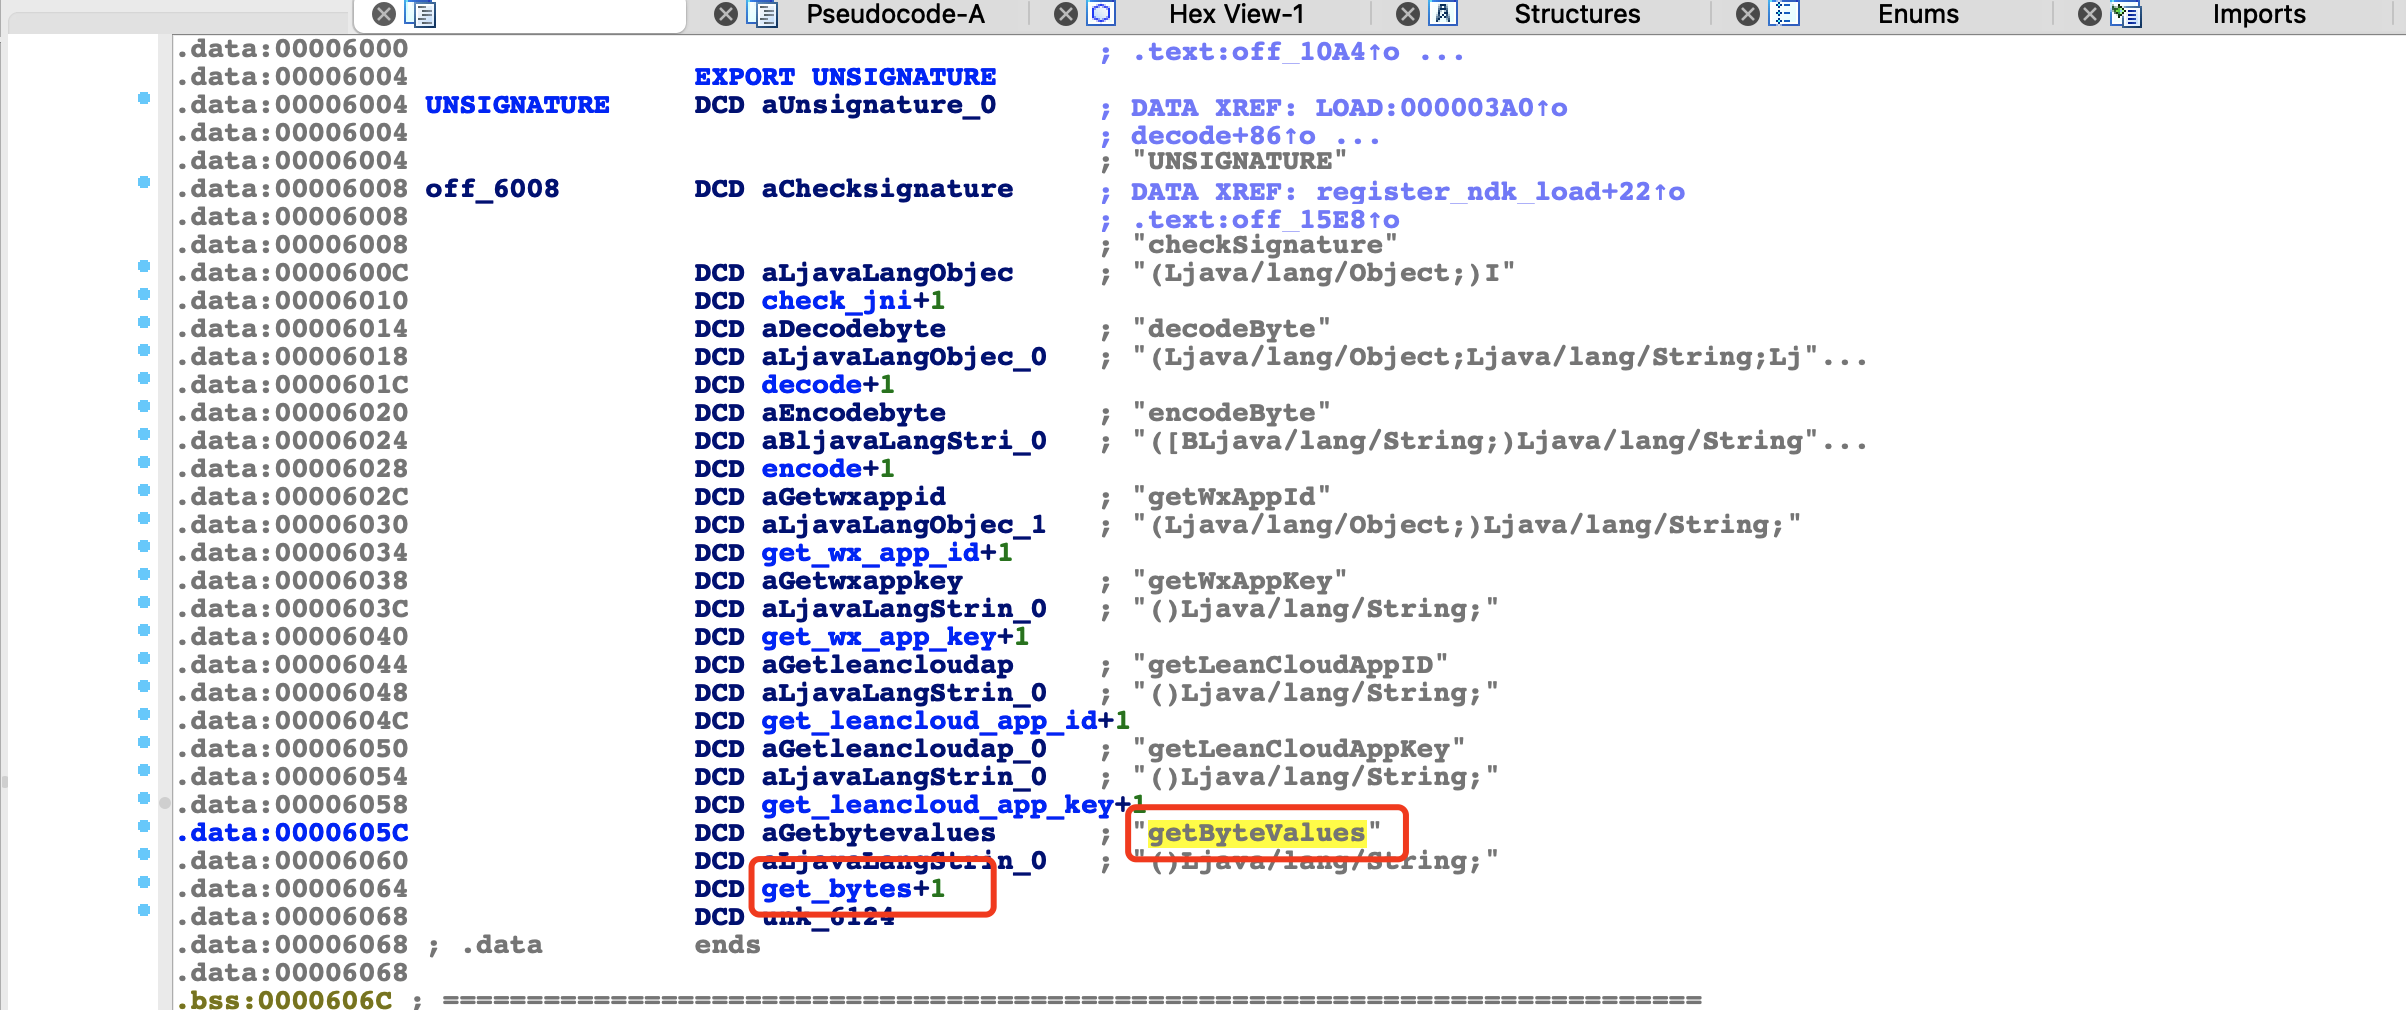 Pseudocode-A Hex View-1 Structures Enums Imports
.data:00006000 ; .text:off_10A4↑o ...
.data:00006004 EXPORT UNSIGNATURE
.data:00006004 UNSIGNATURE DCD aUnsignature_0 ; DATA XREF: LOAD:000003A0↑o
.data:00006004 ; decode+86↑o ...
.data:00006004 ; "UNSIGNATURE"
.data:00006008 off_6008 DCD aChecksignature ; DATA XREF: register_ndk_load+22↑o
.data:00006008 ; .text:off_15E8↑o
.data:00006008 ; "checkSignature"
.data:0000600C DCD aLjavaLangObjec ; "(Ljava/lang/Object;)I"
.data:00006010 DCD check_jni+1
.data:00006014 DCD aDecodebyte ; "decodeByte"
.data:00006018 DCD aLjavaLangObjec_0 ; "(Ljava/lang/Object;Ljava/lang/String;Lj"...
.data:0000601C DCD decode+1
.data:00006020 DCD aEncodebyte ; "encodeByte"
.data:00006024 DCD aBljavaLangStri_0 ; "([BLjava/lang/String;)Ljava/lang/String"...
.data:00006028 DCD encode+1
.data:0000602C DCD aGetwxappid ; "getWxAppId"
.data:00006030 DCD aLjavaLangObjec_1 ; "(Ljava/lang/Object;)Ljava/lang/String;"
.data:00006034 DCD get_wx_app_id+1
.data:00006038 DCD aGetwxappkey ; "getWxAppKey"
.data:0000603C DCD aLjavaLangStrin_0 ; "()Ljava/lang/String;"
.data:00006040 DCD get_wx_app_key+1
.data:00006044 DCD aGetleancloudap ; "getLeanCloudAppID"
.data:00006048 DCD aLjavaLangStrin_0 ; "()Ljava/lang/String;"
.data:0000604C DCD get_leancloud_app_id+1
.data:00006050 DCD aGetleancloudap_0 ; "getLeanCloudAppKey"
.data:00006054 DCD aLjavaLangStrin_0 ; "()Ljava/lang/String;"
.data:00006058 DCD get_leancloud_app_key+1
.data:0000605C DCD aGetbytevalues ; "getByteValues"
.data:00006060 DCD aLjavaLangStrin_0 ; "()Ljava/lang/String;"
.data:00006064 DCD get_bytes+1
.data:00006068 DCD unk_6124
.data:00006068 ; .data ends
.data:00006068
.bss:0000606C ; ===========================================================================